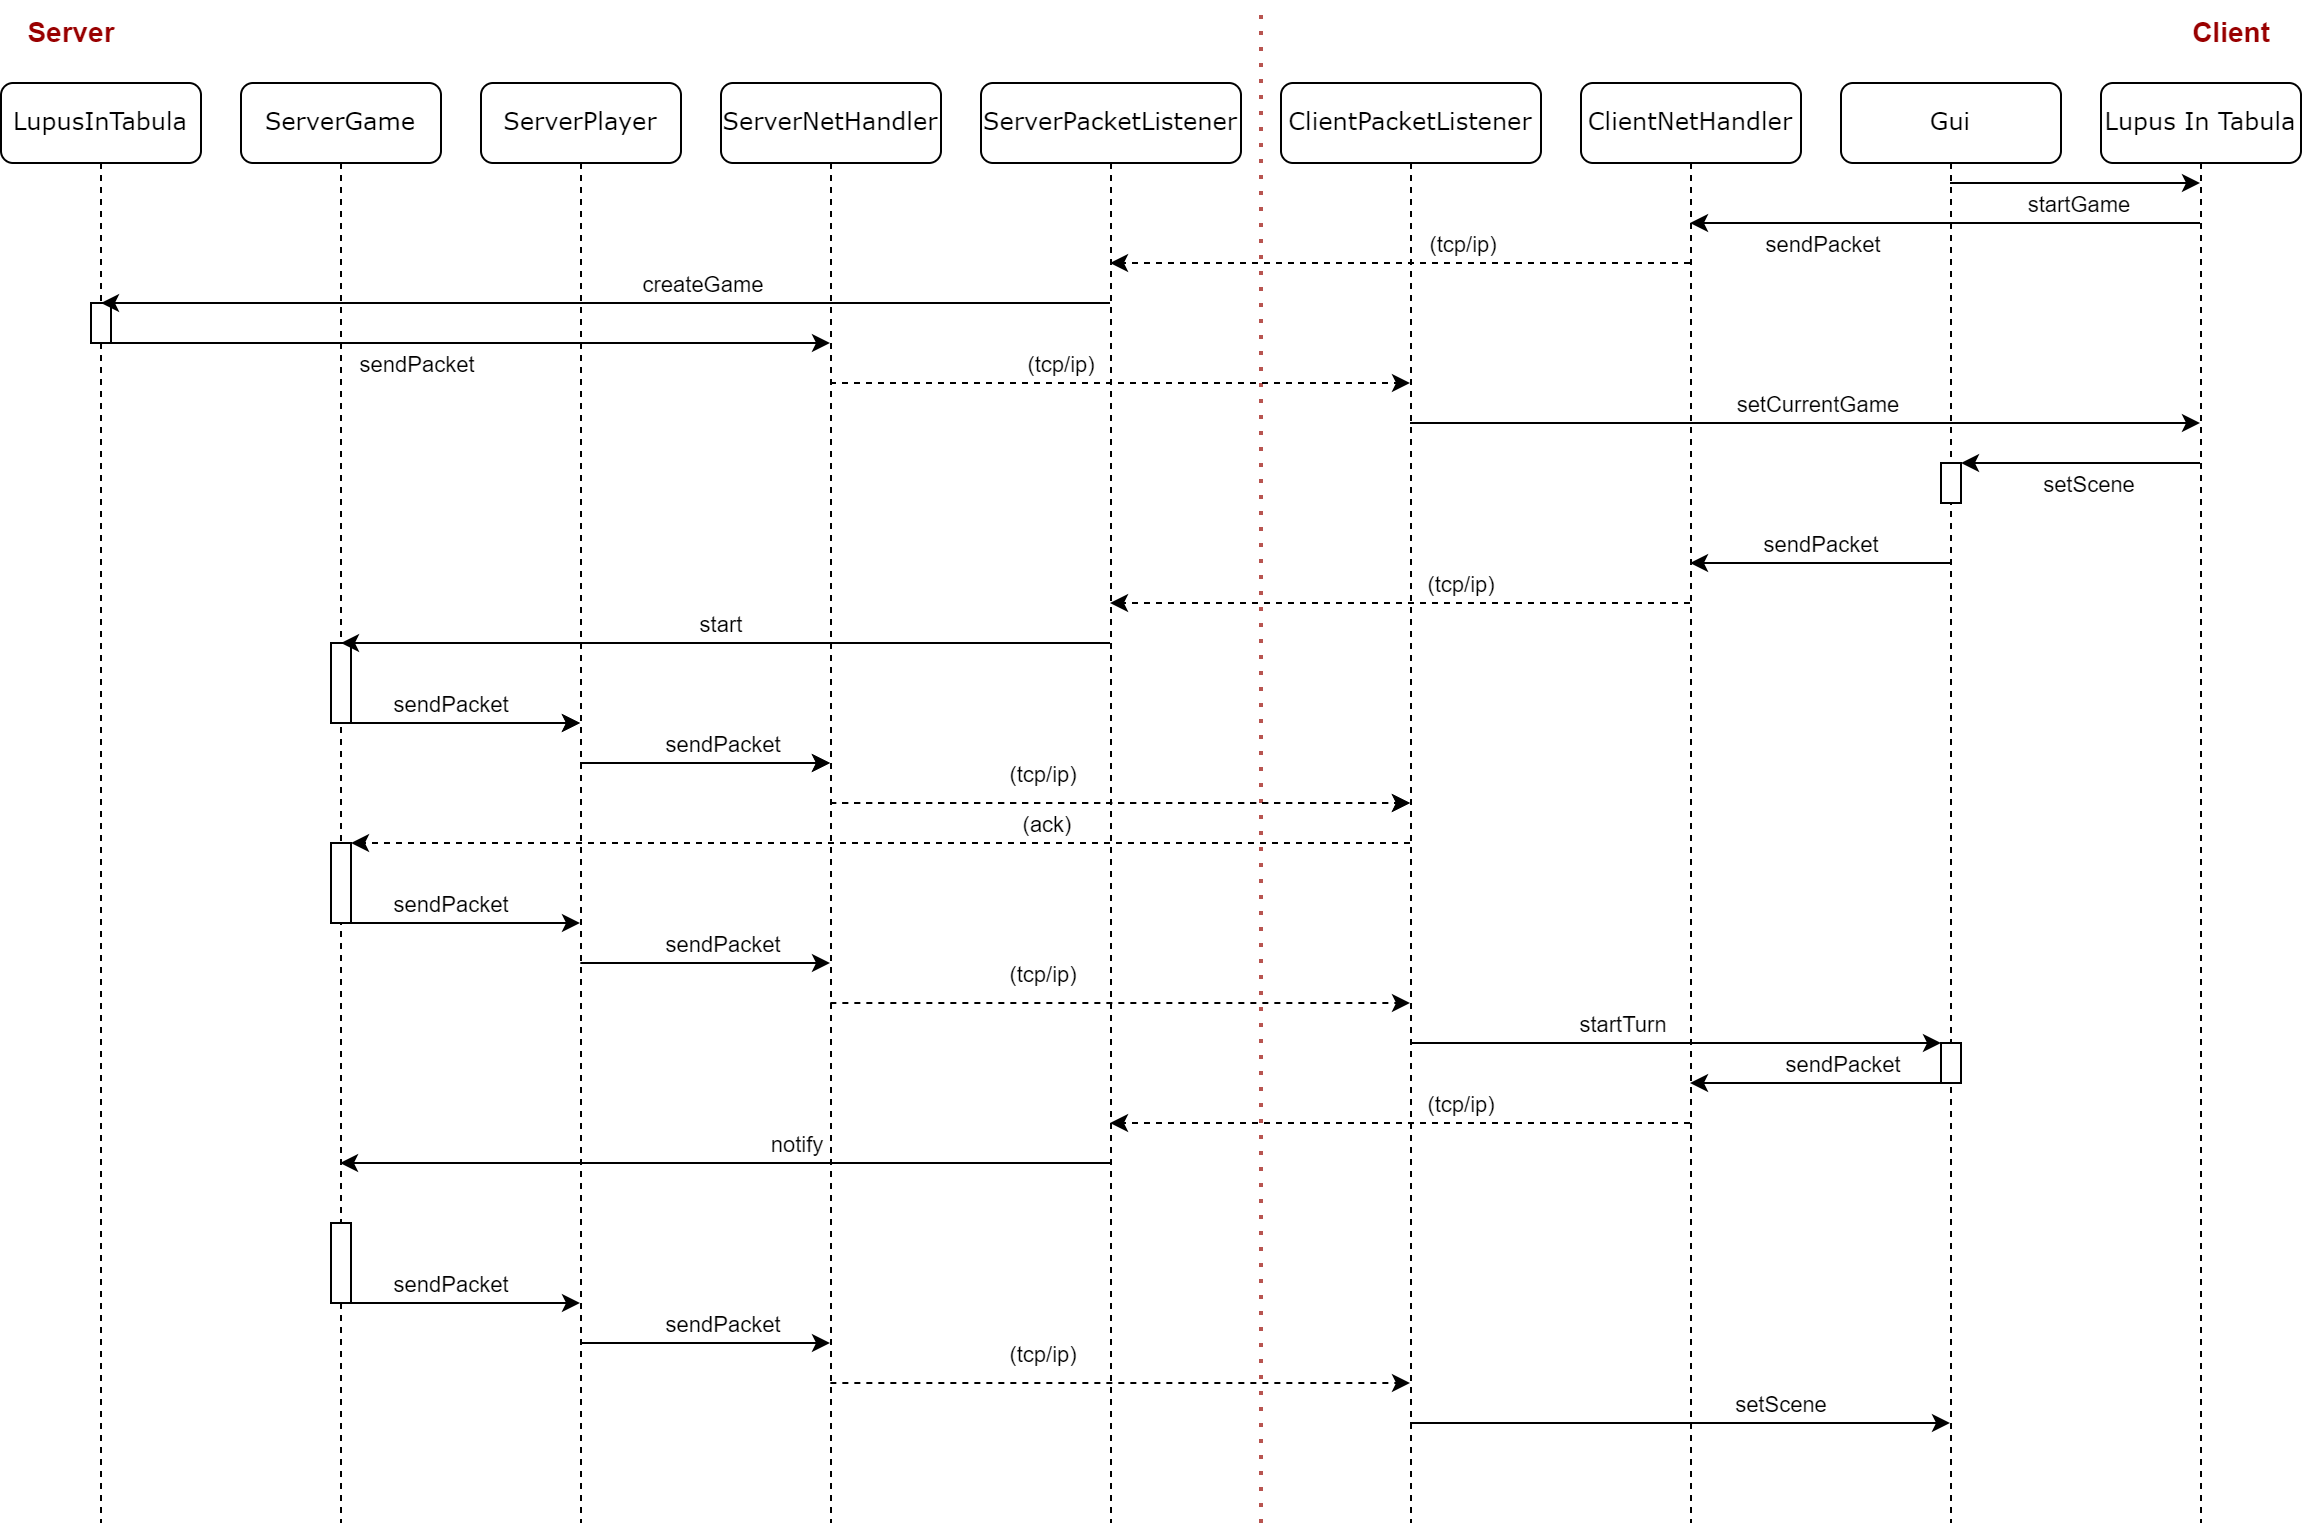 Server
Client
LupusInTabula
ServerGame
ServerPlayer
ServerNetHandler
ServerPacketListener
ClientPacketListener
ClientNetHandler
Gui
Lupus In Tabula
startGame
(tcp/ip)
sendPacket
createGame
sendPacket
(tcp/ip)
setCurrentGame
setScene
sendPacket
(tcp/ip)
start
sendPacket
sendPacket
(tcp/ip)
(ack)
sendPacket
sendPacket
(tcp/ip)
startTurn
sendPacket
(tcp/ip)
notify
sendPacket
sendPacket
(tcp/ip)
setScene